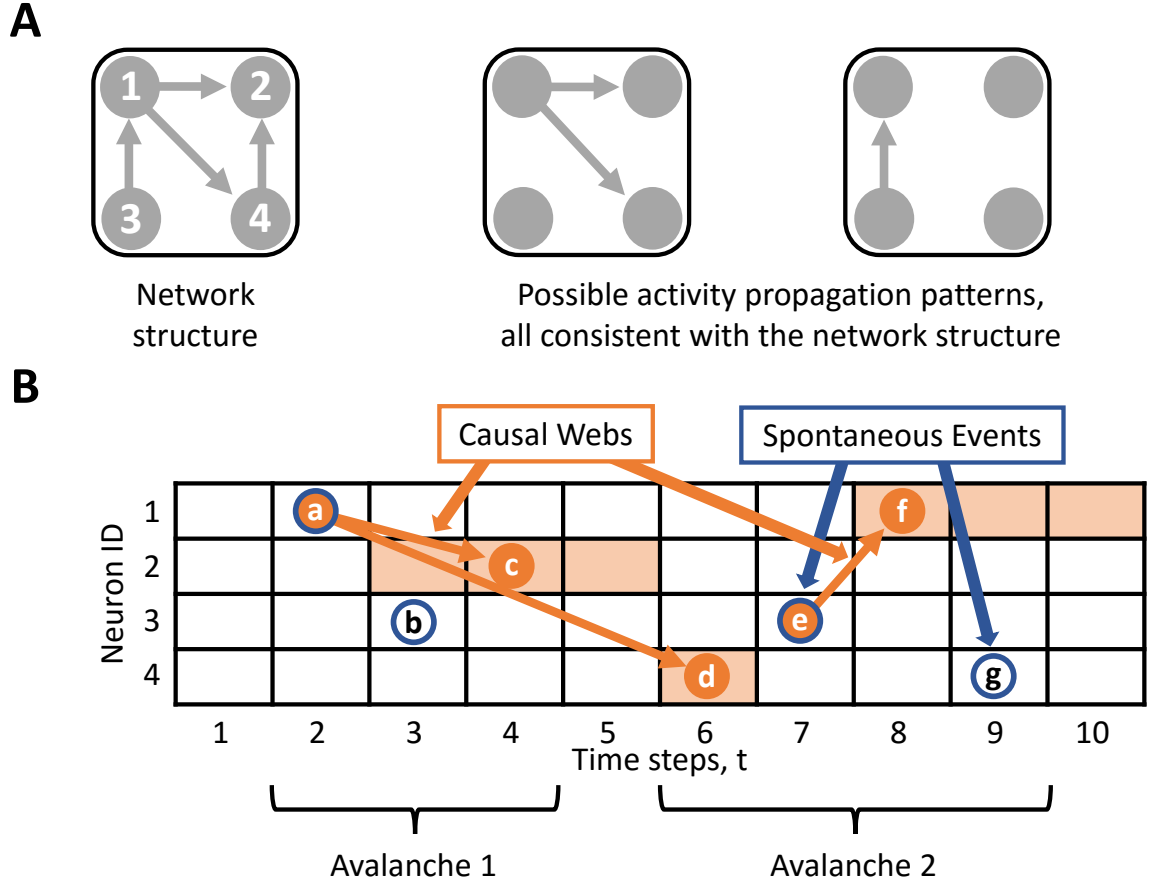 A
1 2
3 4
Network
structure
Possible activity propagation patterns,
all consistent with the network structure
B
Causal Webs
Spontaneous Events
Neuron ID
1
2
3
4
a
f
c
b
e
d
g
1 2 3 4 5 6 7 8 9 10
Time steps, t
Avalanche 1
Avalanche 2